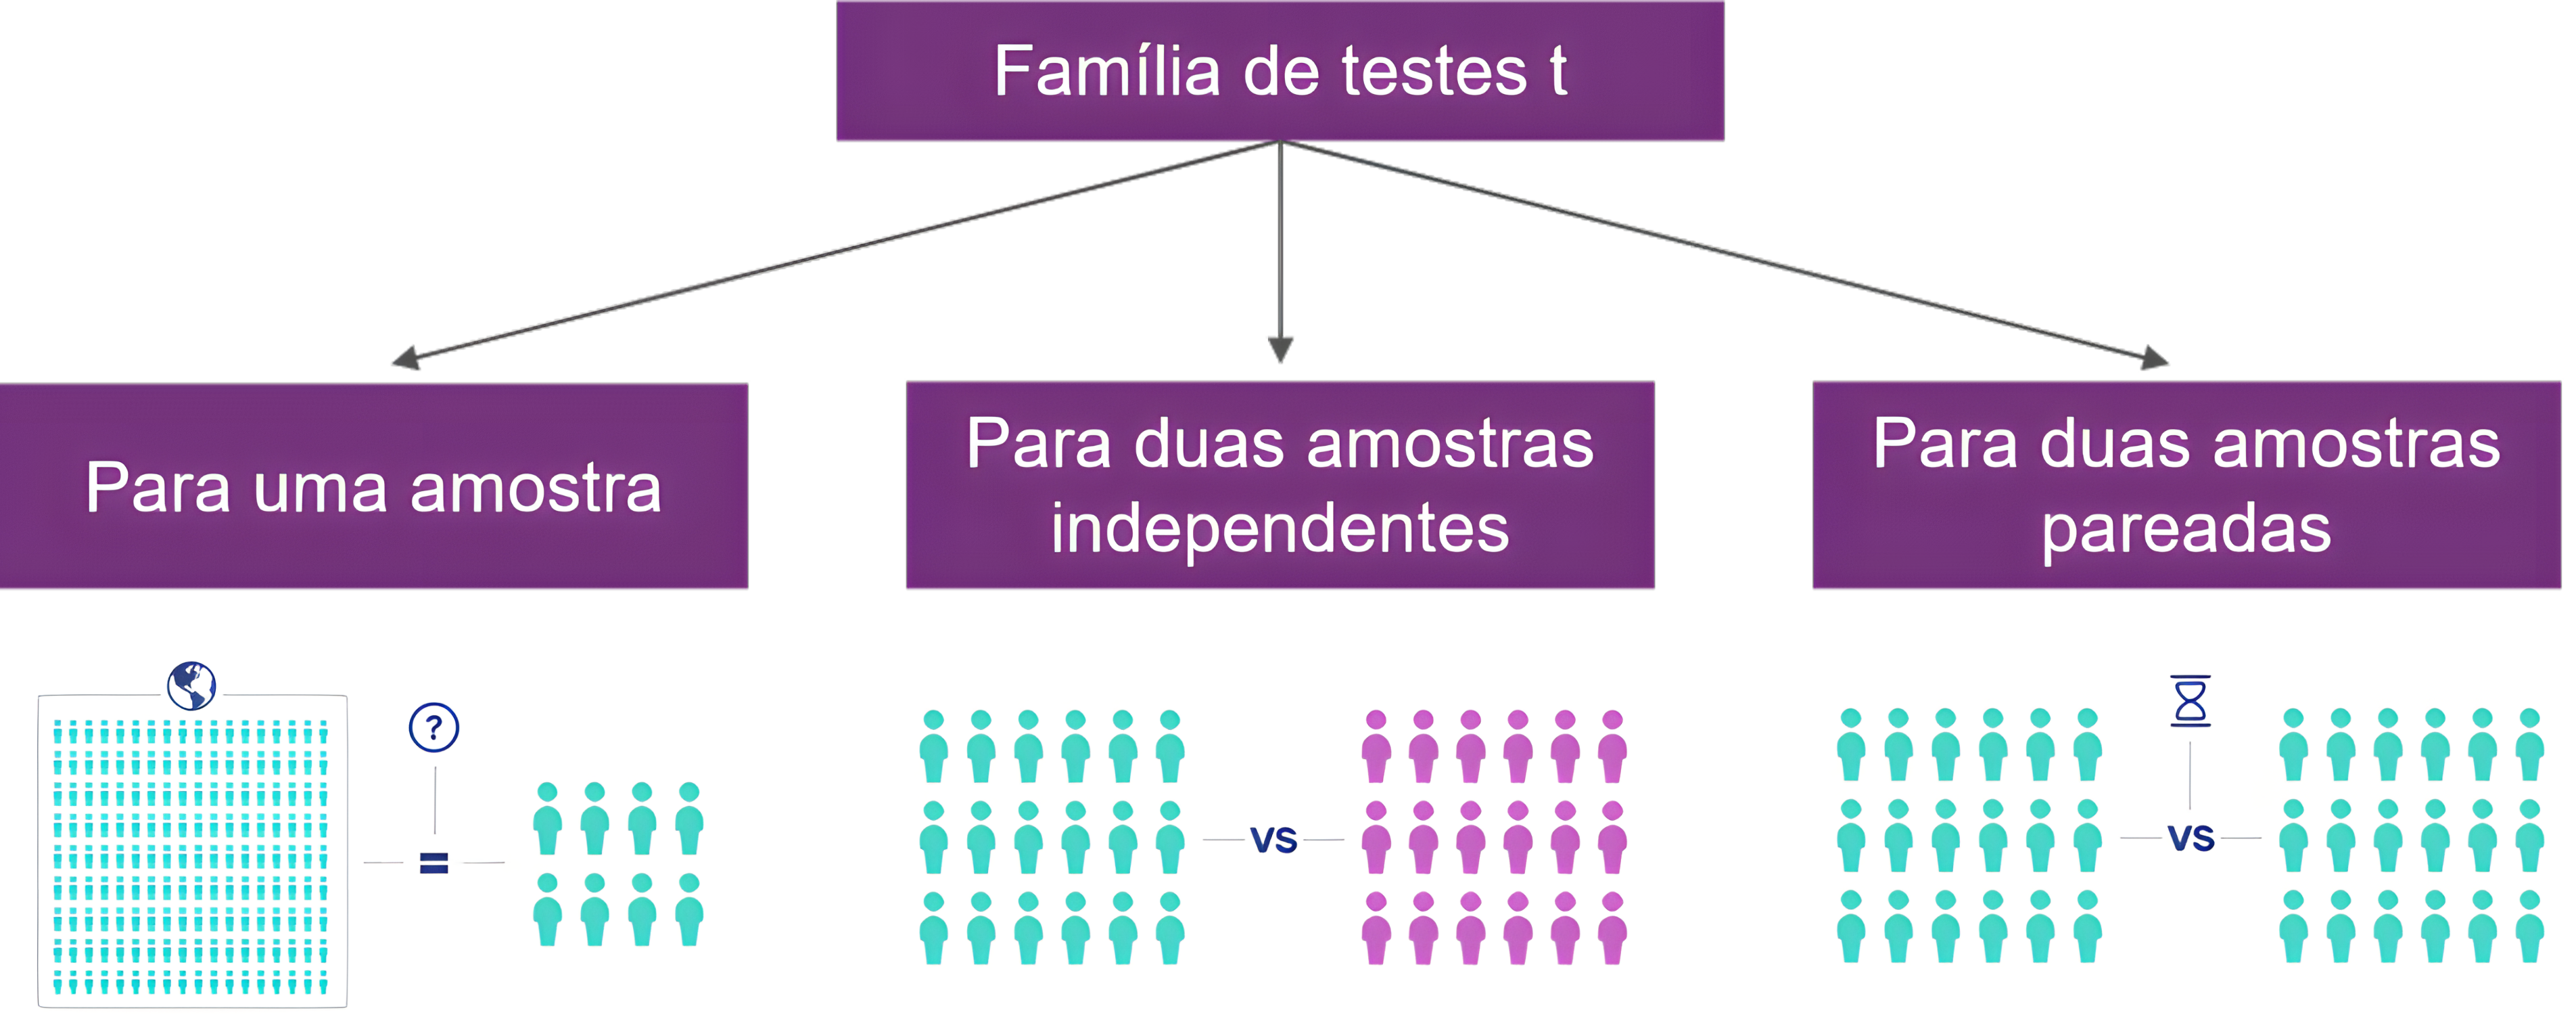 Família de testes t
Para uma amostra
Para duas amostras
independentes
Para duas amostras
pareadas
?
=
vs
vs